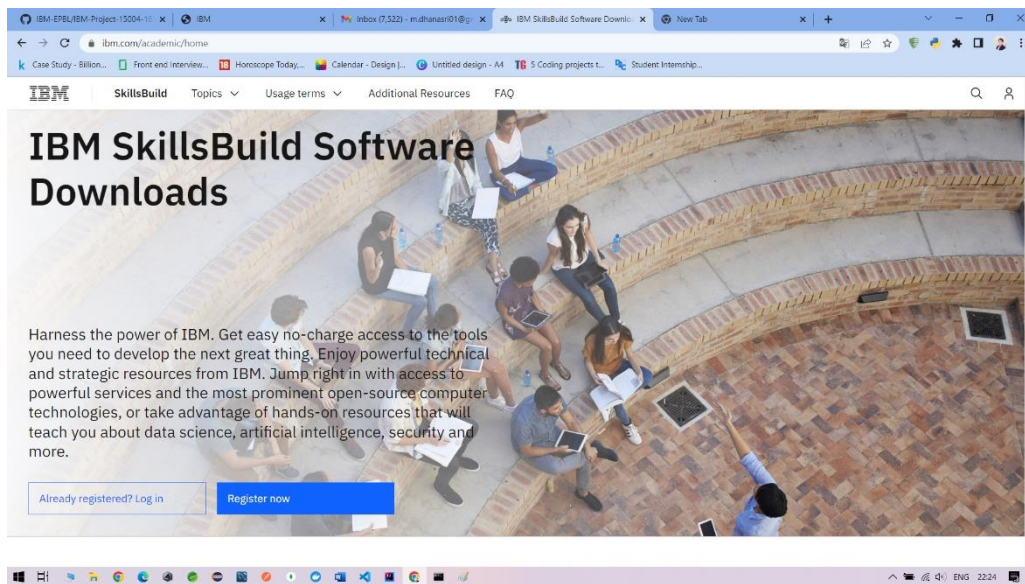 IBM-EPBL/IBM-Project-15004-16
IBM
Inbox (7,522) - m.dhanasri01@gr
IBM SkillsBuild Software Downlo
New Tab
ibm.com/academic/home
Case Study - Billion...
Front end Interview...
Horoscope Today,...
Calendar - Design |...
Untitled design - A4
5 Coding projects t...
Student Internship...
IBM
SkillsBuild
Topics
Usage terms
Additional Resources
FAQ
IBM SkillsBuild Software
Downloads
Harness the power of IBM. Get easy no-charge access to the tools
you need to develop the next great thing. Enjoy powerful technical
and strategic resources from IBM. Jump right in with access to
powerful services and the most prominent open-source computer
technologies, or take advantage of hands-on resources that will
teach you about data science, artificial intelligence, security and
more.
Already registered? Log in
Register now
ENG
22:24